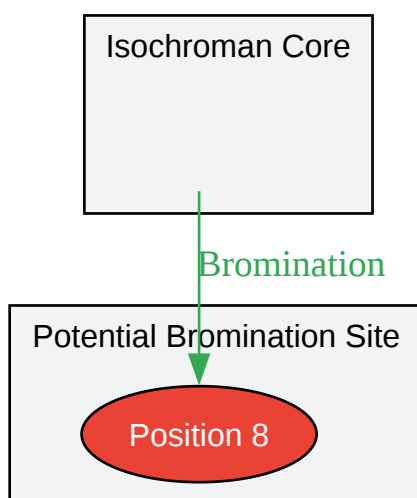 Isochroman Core
Bromination
Potential Bromination Site
Position 8